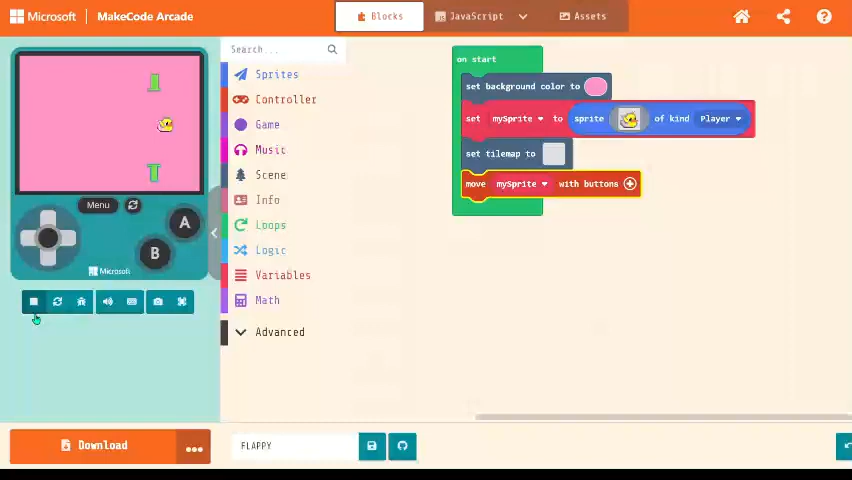 Microsoft MakeCode Arcade Blocks JavaScript Assets
Search...
Sprites
Controller
Game
Music
Scene
Info
Loops
Logic
Variables
Math
Advanced
on start
set background color to
set mySprite to sprite of kind Player
set tilemap to
move mySprite with buttons
Menu
A
B
Microsoft
Download
FLAPPY